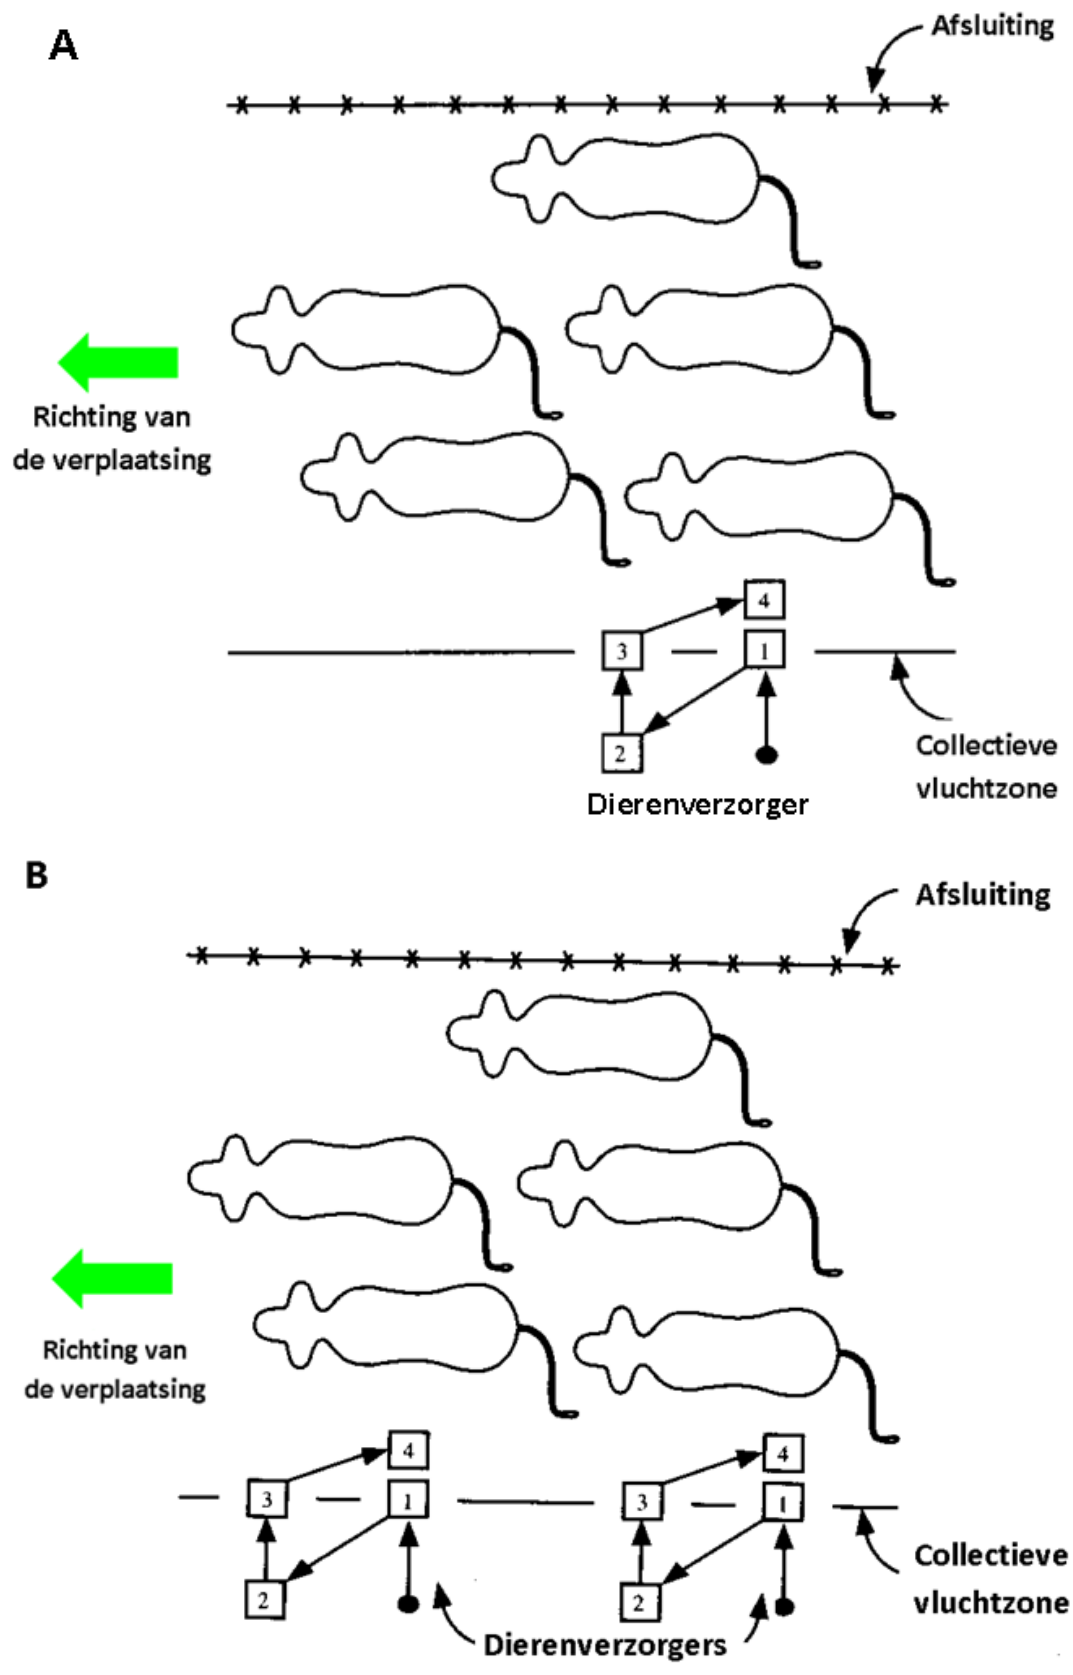 A
Afsluiting
Richting van
de verplaatsing
4
3
1
2
Collectieve
vluchtzone
Dierenverzorger
B
Afsluiting
Richting van
de verplaatsing
4
4
3
1
3
1
2
2
Collectieve
vluchtzone
Dierenverzorgers